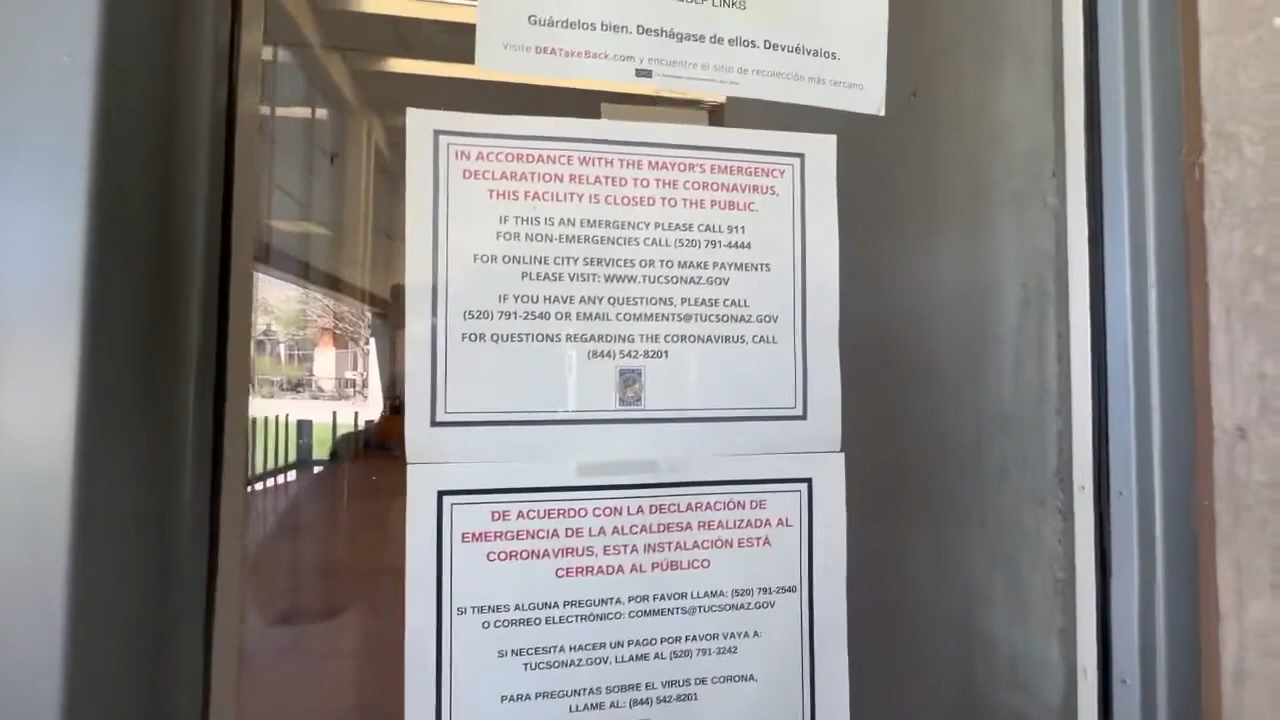 LINKS
Guárdelos bien. Deshágase de ellos. Devuélvalos.
Visite DEATakeBack.com y encuentre el sitio de recolección más cercano.
IN ACCORDANCE WITH THE MAYOR'S EMERGENCY
DECLARATION RELATED TO THE CORONAVIRUS,
THIS FACILITY IS CLOSED TO THE PUBLIC.
IF THIS IS AN EMERGENCY PLEASE CALL 911
FOR NON-EMERGENCIES CALL (520) 791-4444
FOR ONLINE CITY SERVICES OR TO MAKE PAYMENTS
PLEASE VISIT: WWW.TUCSONAZ.GOV
IF YOU HAVE ANY QUESTIONS, PLEASE CALL
(520) 791-2540 OR EMAIL COMMENTS@TUCSONAZ.GOV
FOR QUESTIONS REGARDING THE CORONAVIRUS, CALL
(844) 542-8201
DE ACUERDO CON LA DECLARACIÓN DE
EMERGENCIA DE LA ALCALDESA REALIZADA AL
CORONAVIRUS, ESTA INSTALACIÓN ESTÁ
CERRADA AL PÚBLICO
SI TIENES ALGUNA PREGUNTA, POR FAVOR LLAMA: (520) 791-2540
O CORREO ELECTRÓNICO: COMMENTS@TUCSONAZ.GOV
SI NECESITA HACER UN PAGO POR FAVOR VAYA A:
TUCSONAZ.GOV, LLAME AL (520) 791-3242
PARA PREGUNTAS SOBRE EL VIRUS DE CORONA,
LLAME AL: (844) 542-8201